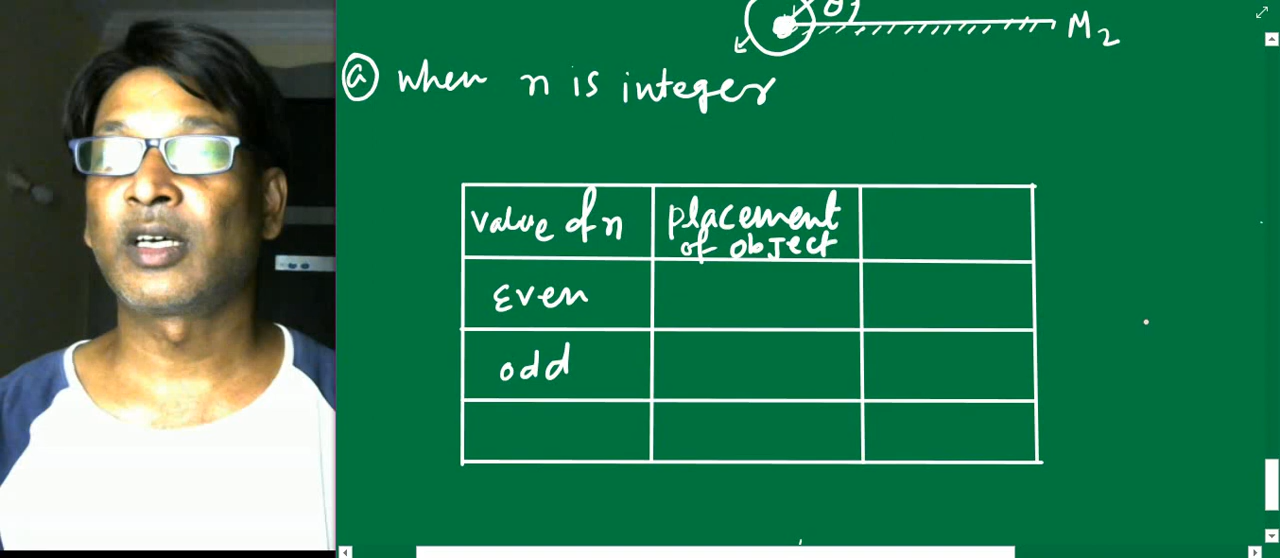 θ
M2
ⓐ when n is integer
value of n
placement
of object
Even
odd